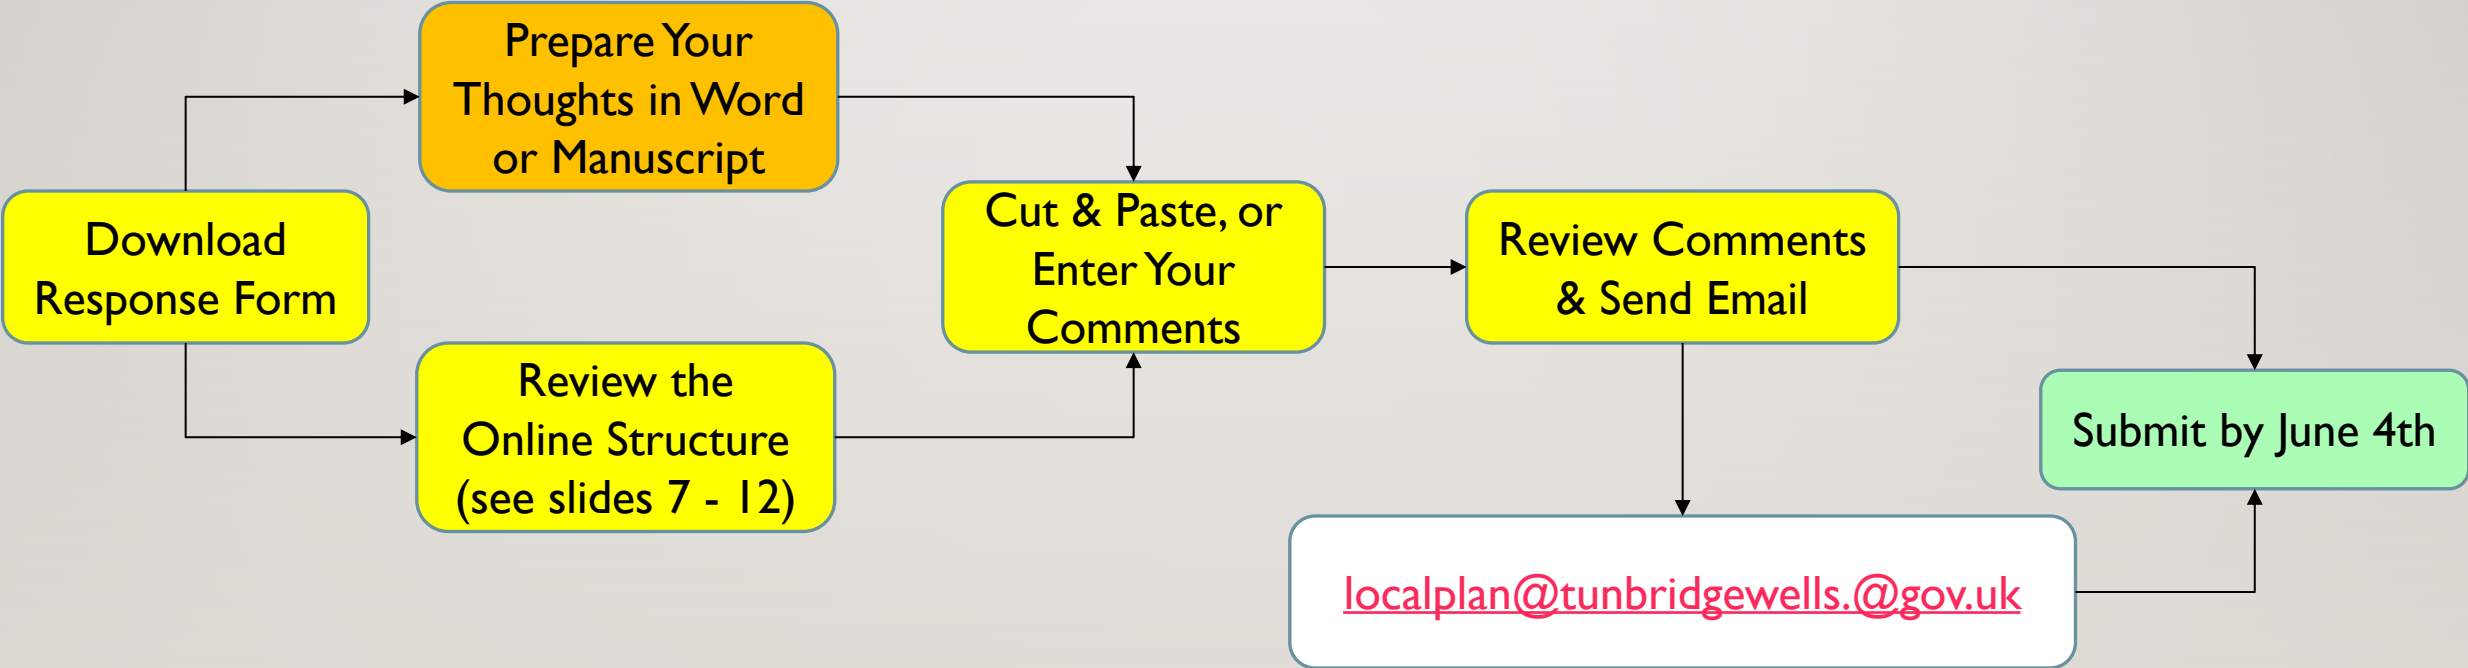 Prepare Your
Thoughts in Word
or Manuscript
Download
Response Form
Review the
Online Structure
(see slides 7 - 12)
Cut & Paste, or
Enter Your
Comments
Review Comments
& Send Email
localplan@tunbridgewells.@gov.uk
Submit by June 4th